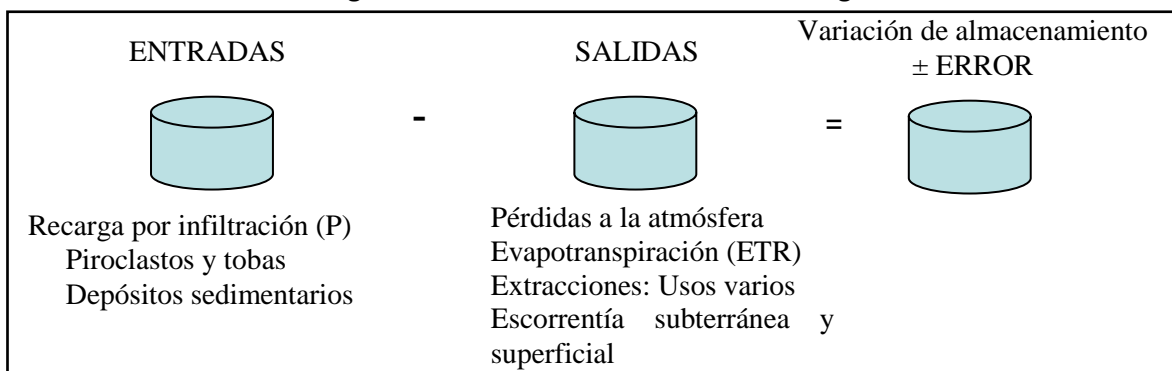 ENTRADAS
-
SALIDAS
=
Variación de almacenamiento
± ERROR
Recarga por infiltración (P)
Piroclastos y tobas
Depósitos sedimentarios
Pérdidas a la atmósfera
Evapotranspiración (ETR)
Extracciones: Usos varios
Escorrentía subterránea y
superficial